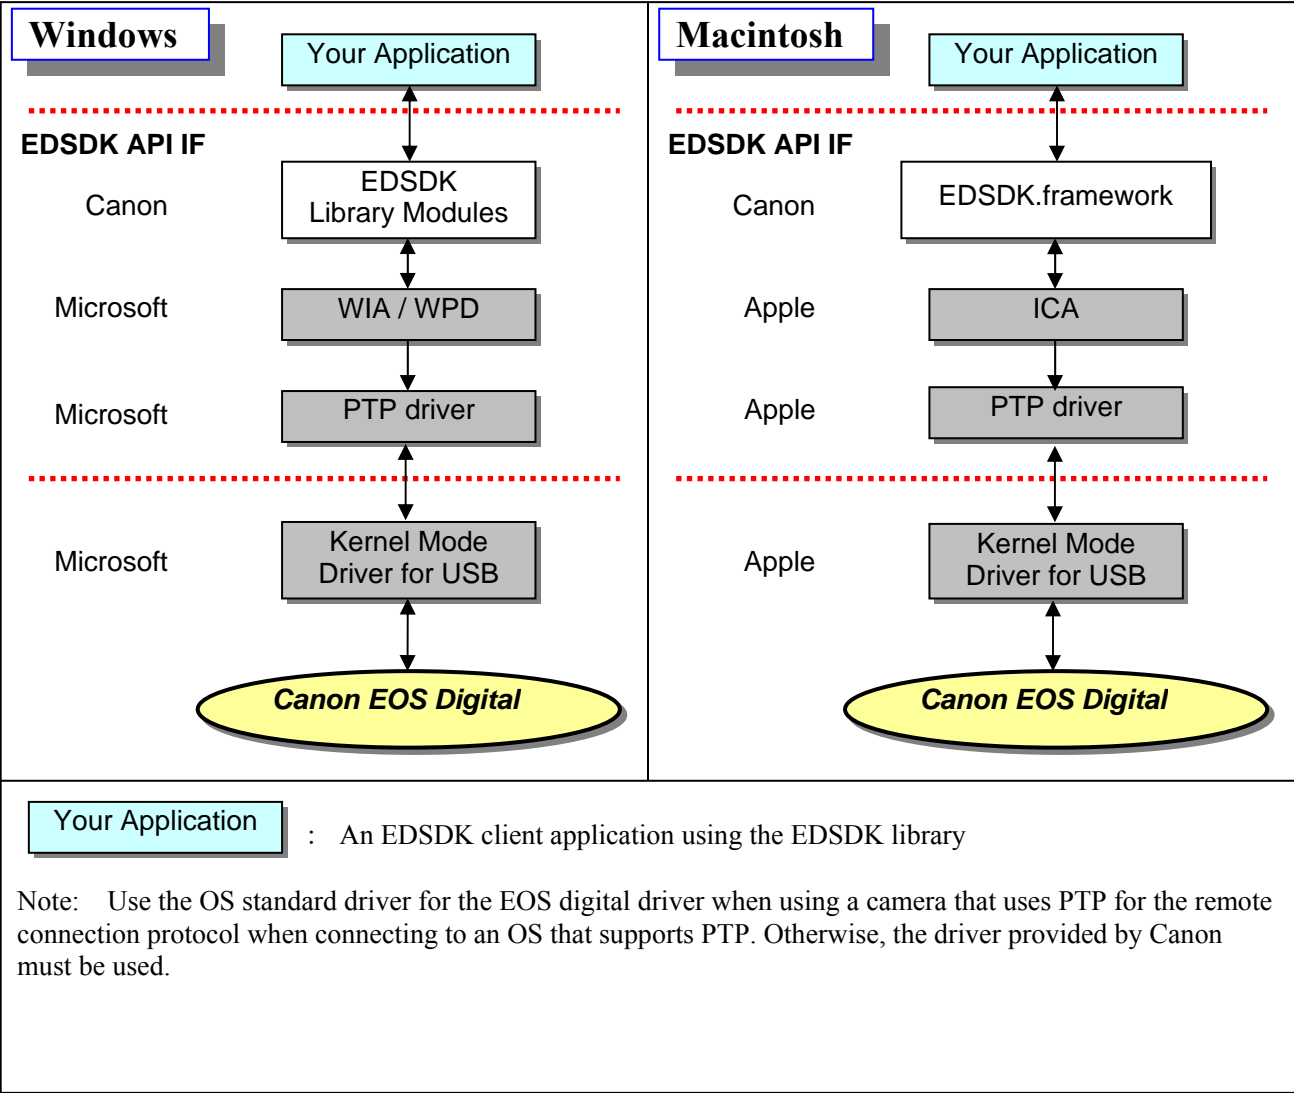 Windows
Your Application
EDSDK API IF
Canon
EDSDK
Library Modules
Microsoft
WIA / WPD
Microsoft
PTP driver
Microsoft
Kernel Mode
Driver for USB
Canon EOS Digital
Macintosh
Your Application
EDSDK API IF
Canon
EDSDK.framework
Apple
ICA
Apple
PTP driver
Apple
Kernel Mode
Driver for USB
Canon EOS Digital
Your Application : An EDSDK client application using the EDSDK library
Note: Use the OS standard driver for the EOS digital driver when using a camera that uses PTP for the remote
connection protocol when connecting to an OS that supports PTP. Otherwise, the driver provided by Canon
must be used.